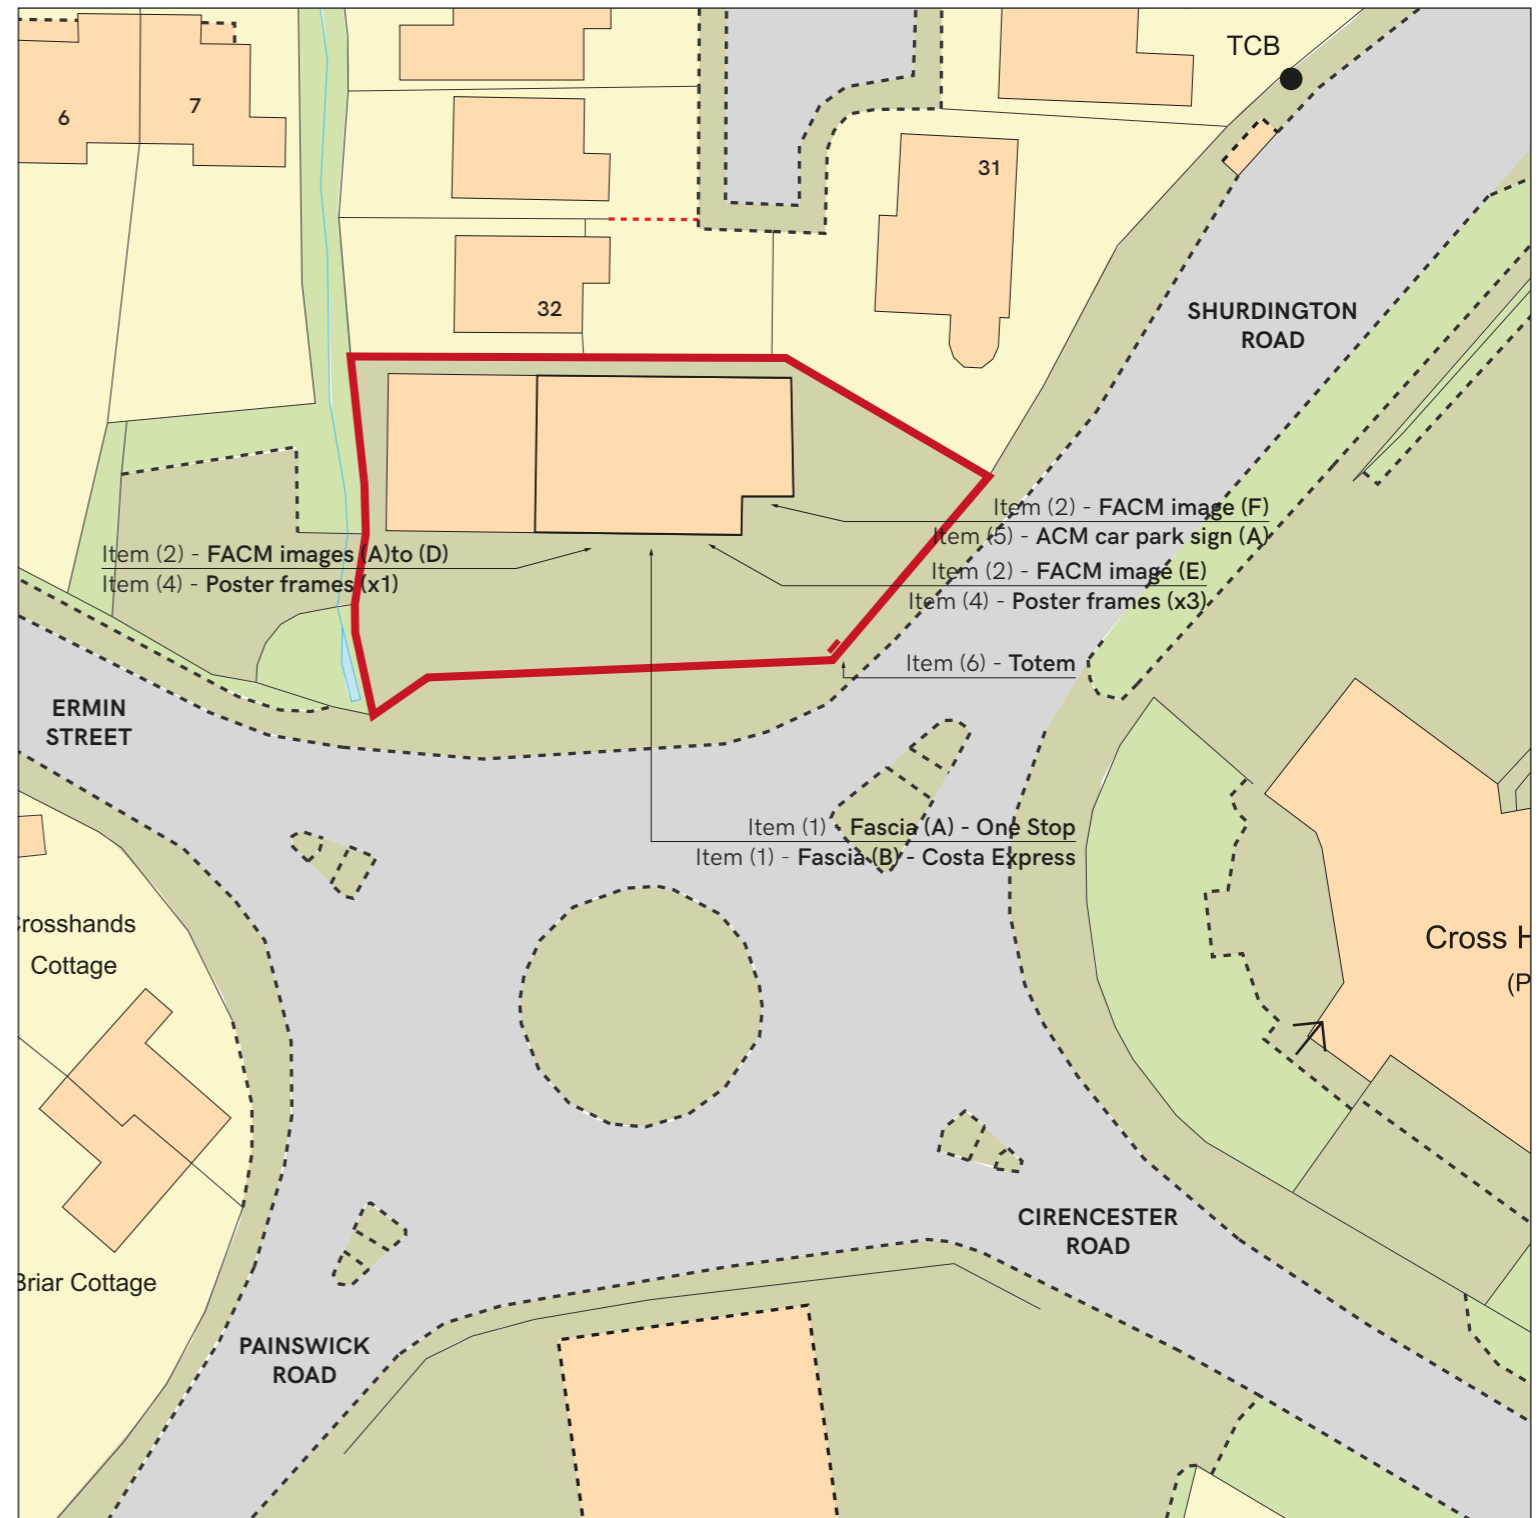 TCB
6
7
31
32
SHURDINGTON
ROAD
Item (2) - FACM image (F)
Item (5) - ACM car park sign (A)
Item (2) - FACM images (A)to (D)
Item (4) - Poster frames (x1)
Item (2) - FACM image (E)
Item (4) - Poster frames (x3)
Item (6) - Totem
ERMIN
STREET
Item (1) - Fascia (A) - One Stop
Item (1) - Fascia (B) - Costa Express
rosshands
Cottage
Cross H
(P
CIRENCESTER
ROAD
Briar Cottage
PAINSWICK
ROAD